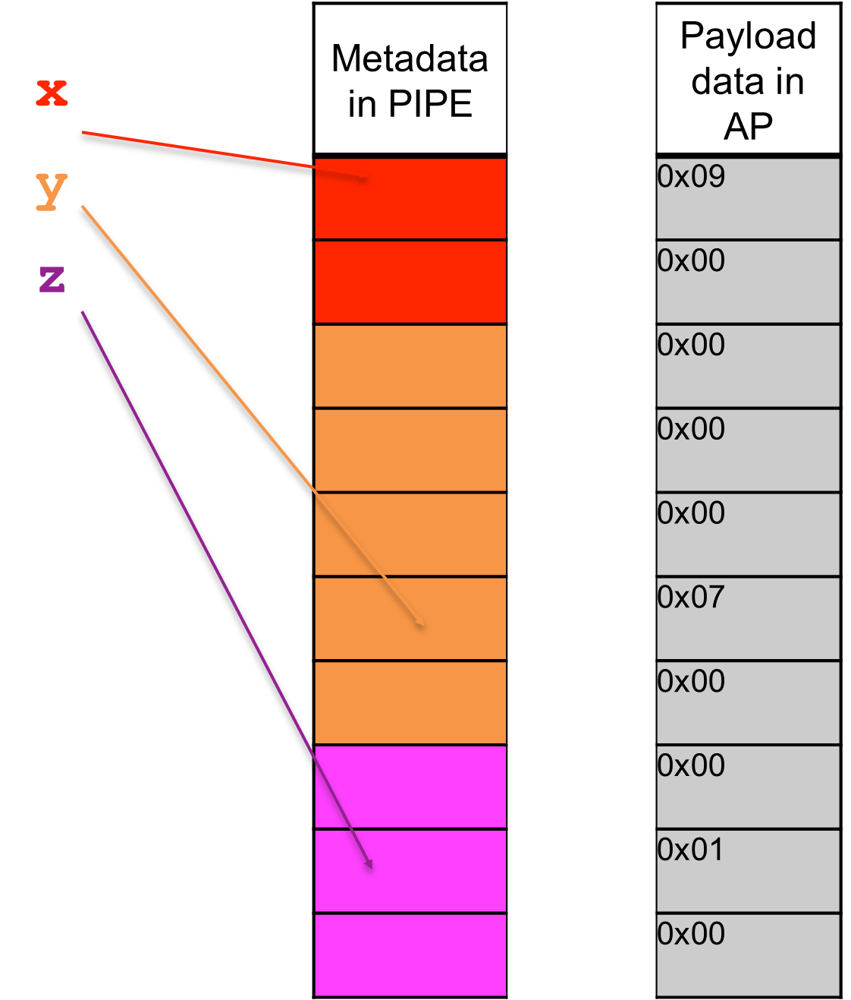 x
y
z
Metadata
in PIPE
Payload
data in
AP
0x09
0x00
0x00
0x00
0x00
0x07
0x00
0x00
0x01
0x00